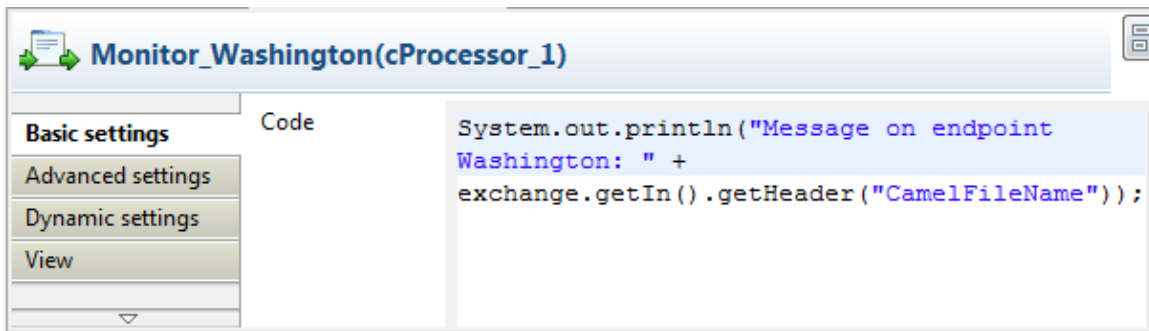 Monitor_Washington(cProcessor_1)
Basic settings
Advanced settings
Dynamic settings
View
Code
System.out.println("Message on endpoint
Washington: " +
exchange.getIn().getHeader("CamelFileName"));